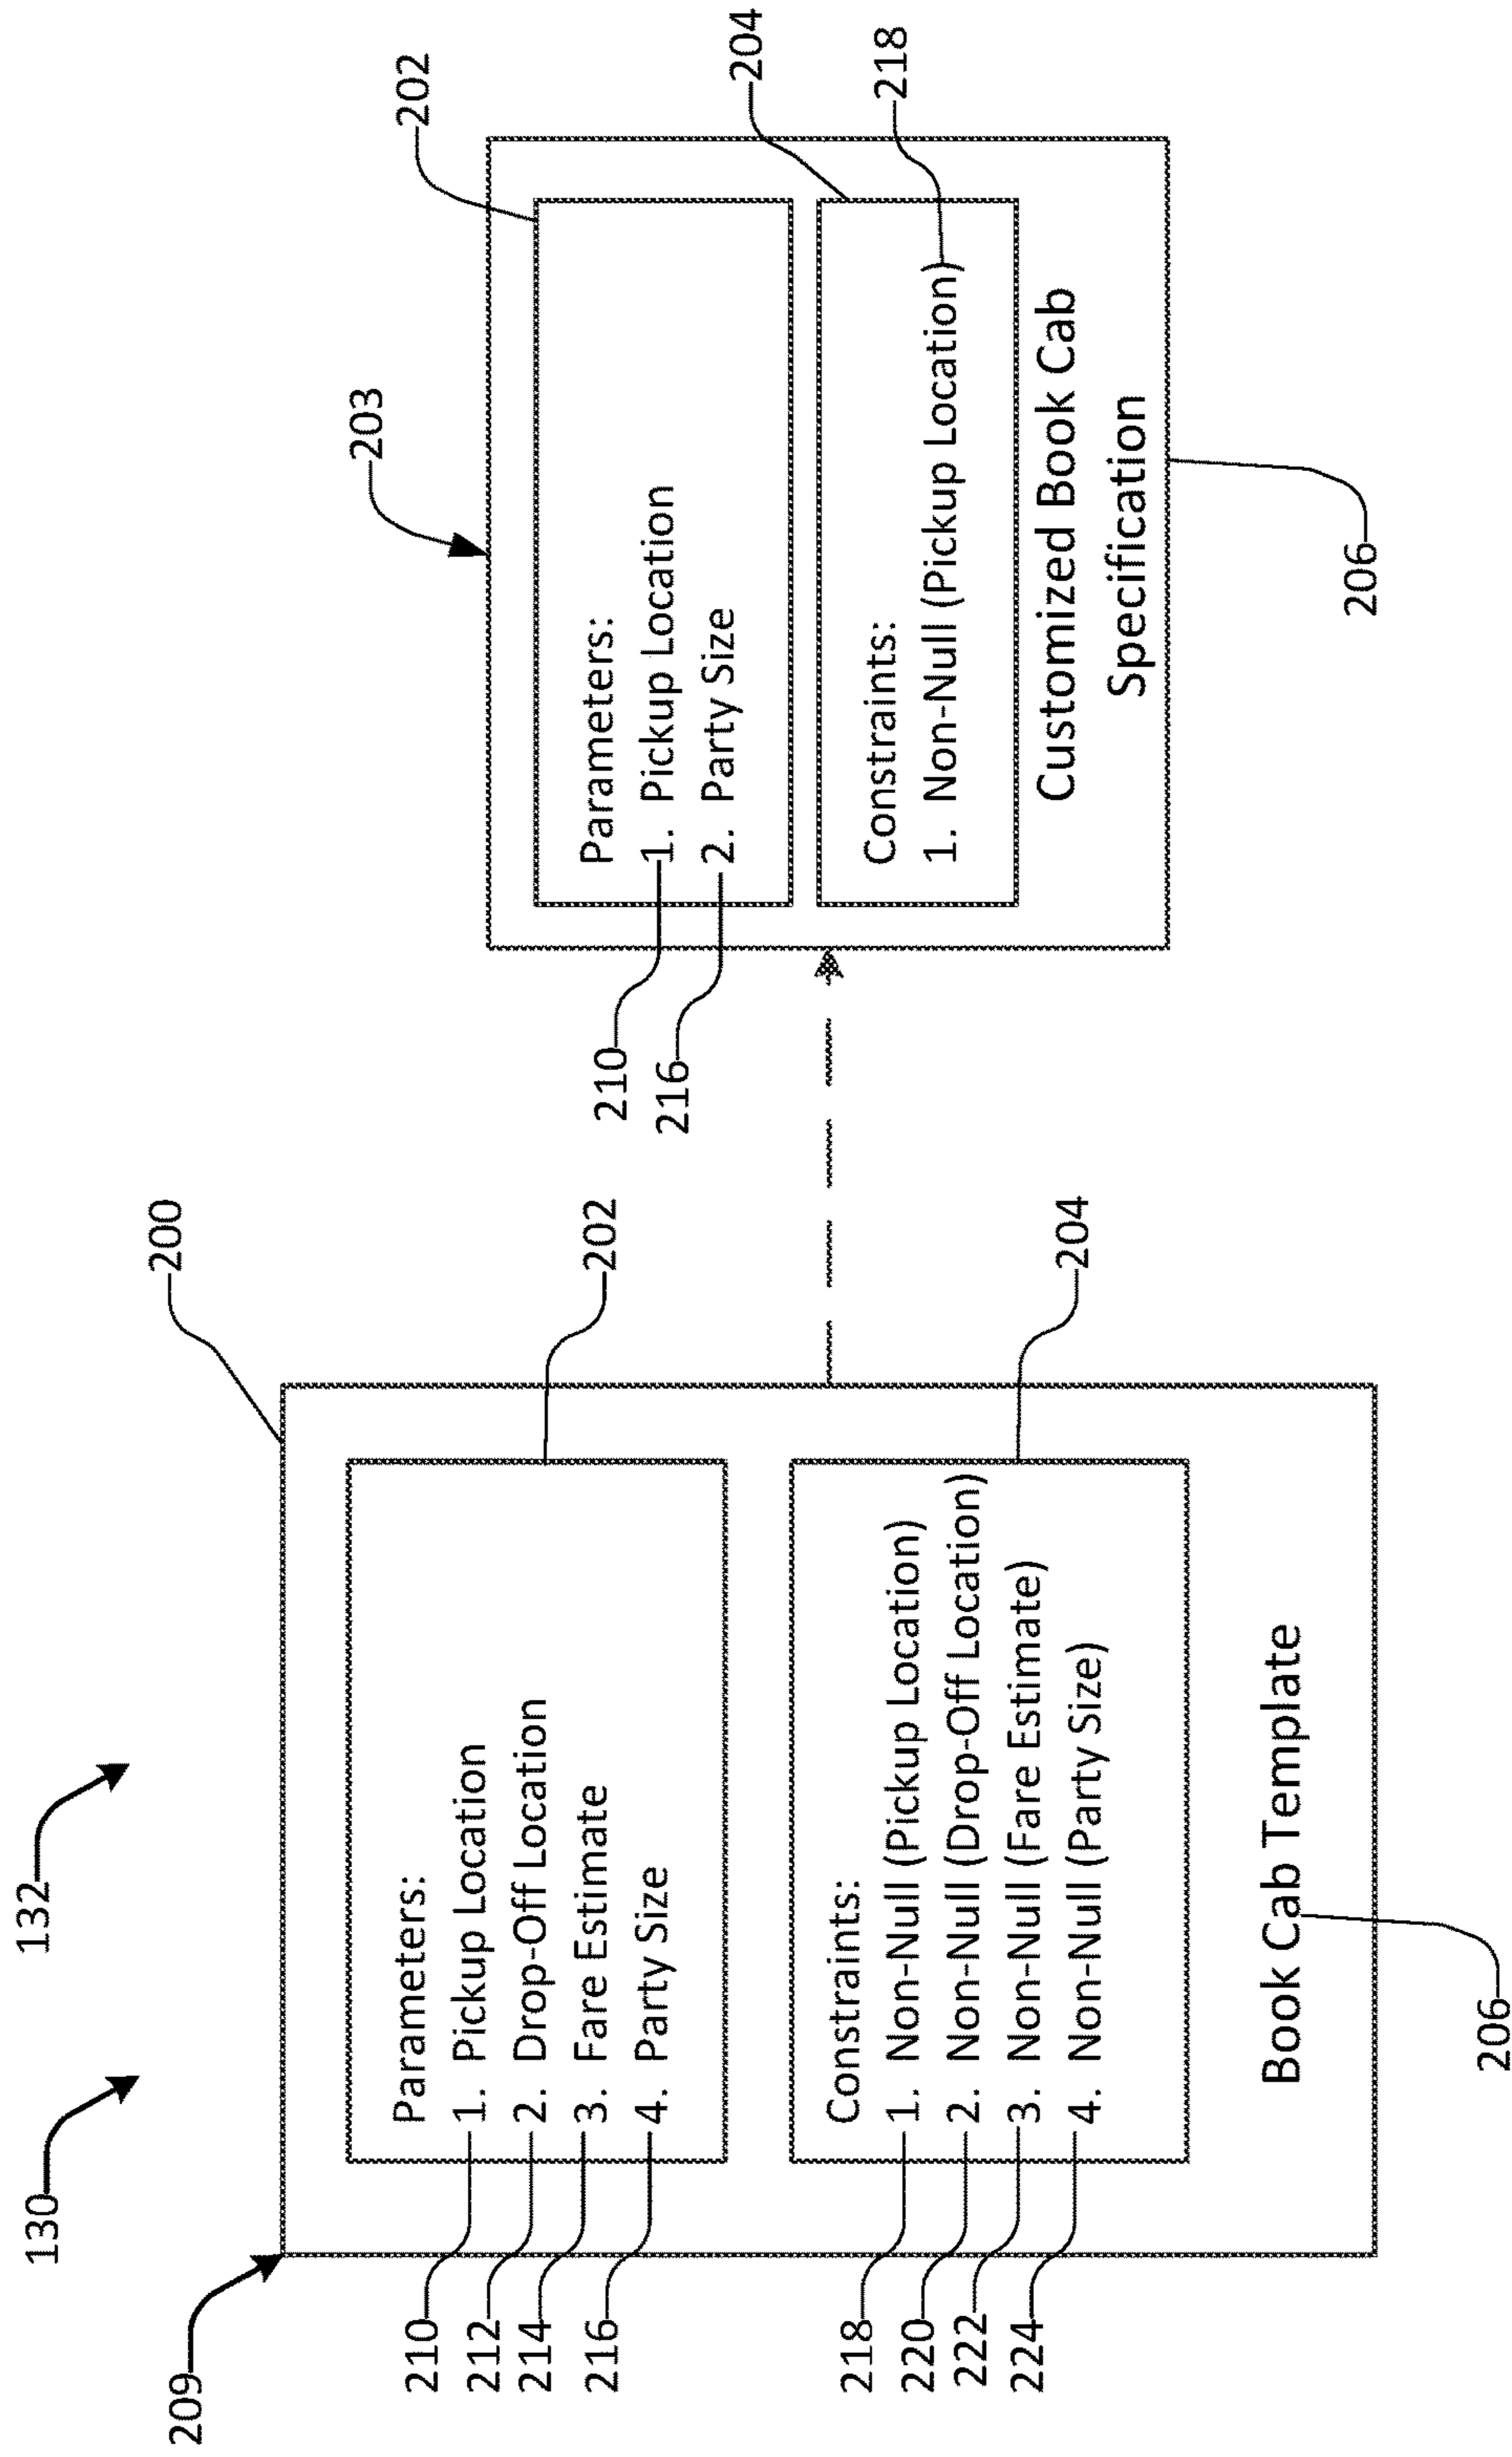 130
132
209
200
Parameters:
210 1. Pickup Location
212 2. Drop-Off Location
214 3. Fare Estimate
216 4. Party Size
202
Constraints:
218 1. Non-Null (Pickup Location)
220 2. Non-Null (Drop-Off Location)
222 3. Non-Null (Fare Estimate)
224 4. Non-Null (Party Size)
204
Book Cab Template
206
203
202
Parameters:
210 1. Pickup Location
216 2. Party Size
204
Constraints:
1. Non-Null (Pickup Location) 218
Customized Book Cab
Specification
206